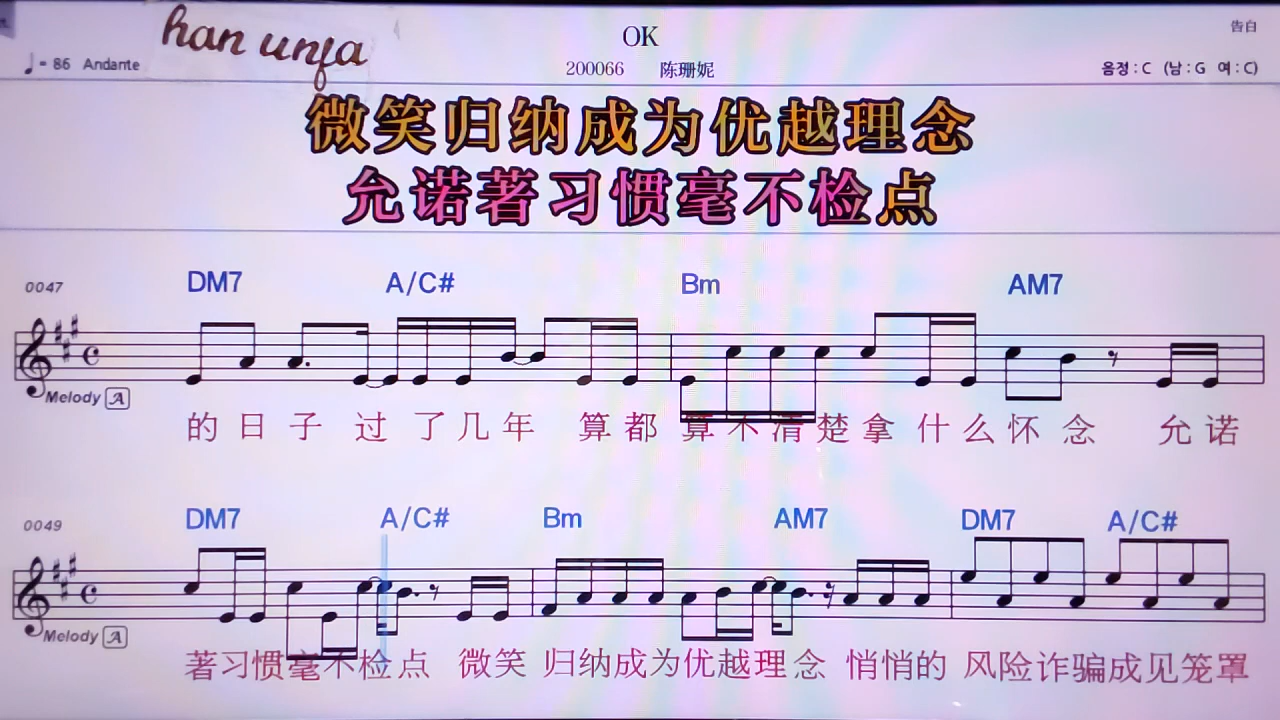 han unfa
OK
告白
♩= 86 Andante
200066 陈珊妮
음정 : C (남 : G 여 : C)
微笑归纳成为优越理念
允诺著习惯毫不检点
0047
DM7 A/C# Bm AM7
Melody A
的日子过了几年 算都算不清楚拿什么怀念 允诺
0049
DM7 A/C# Bm AM7 DM7 A/C#
Melody A
著习惯毫不检点 微笑 归纳成为优越理念 悄悄的 风险诈骗成见笼罩